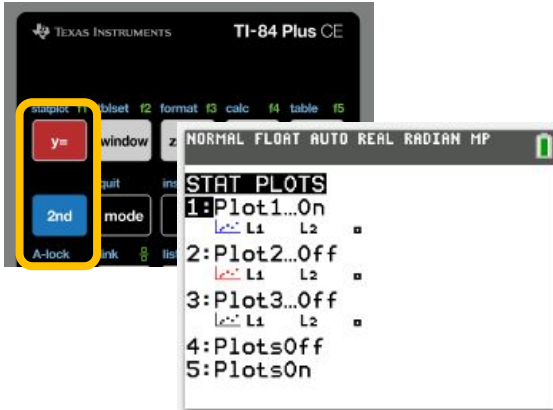 TEXAS INSTRUMENTS TI-84 Plus CE
statplot f1 tblset f2 format f3 calc f4 table f5
y= window z
quit ins
2nd mode
A-lock link list
NORMAL FLOAT AUTO REAL RADIAN MP
STAT PLOTS
1:Plot1…On
L1 L2
2:Plot2…Off
L1 L2
3:Plot3…Off
L1 L2
4:PlotsOff
5:PlotsOn